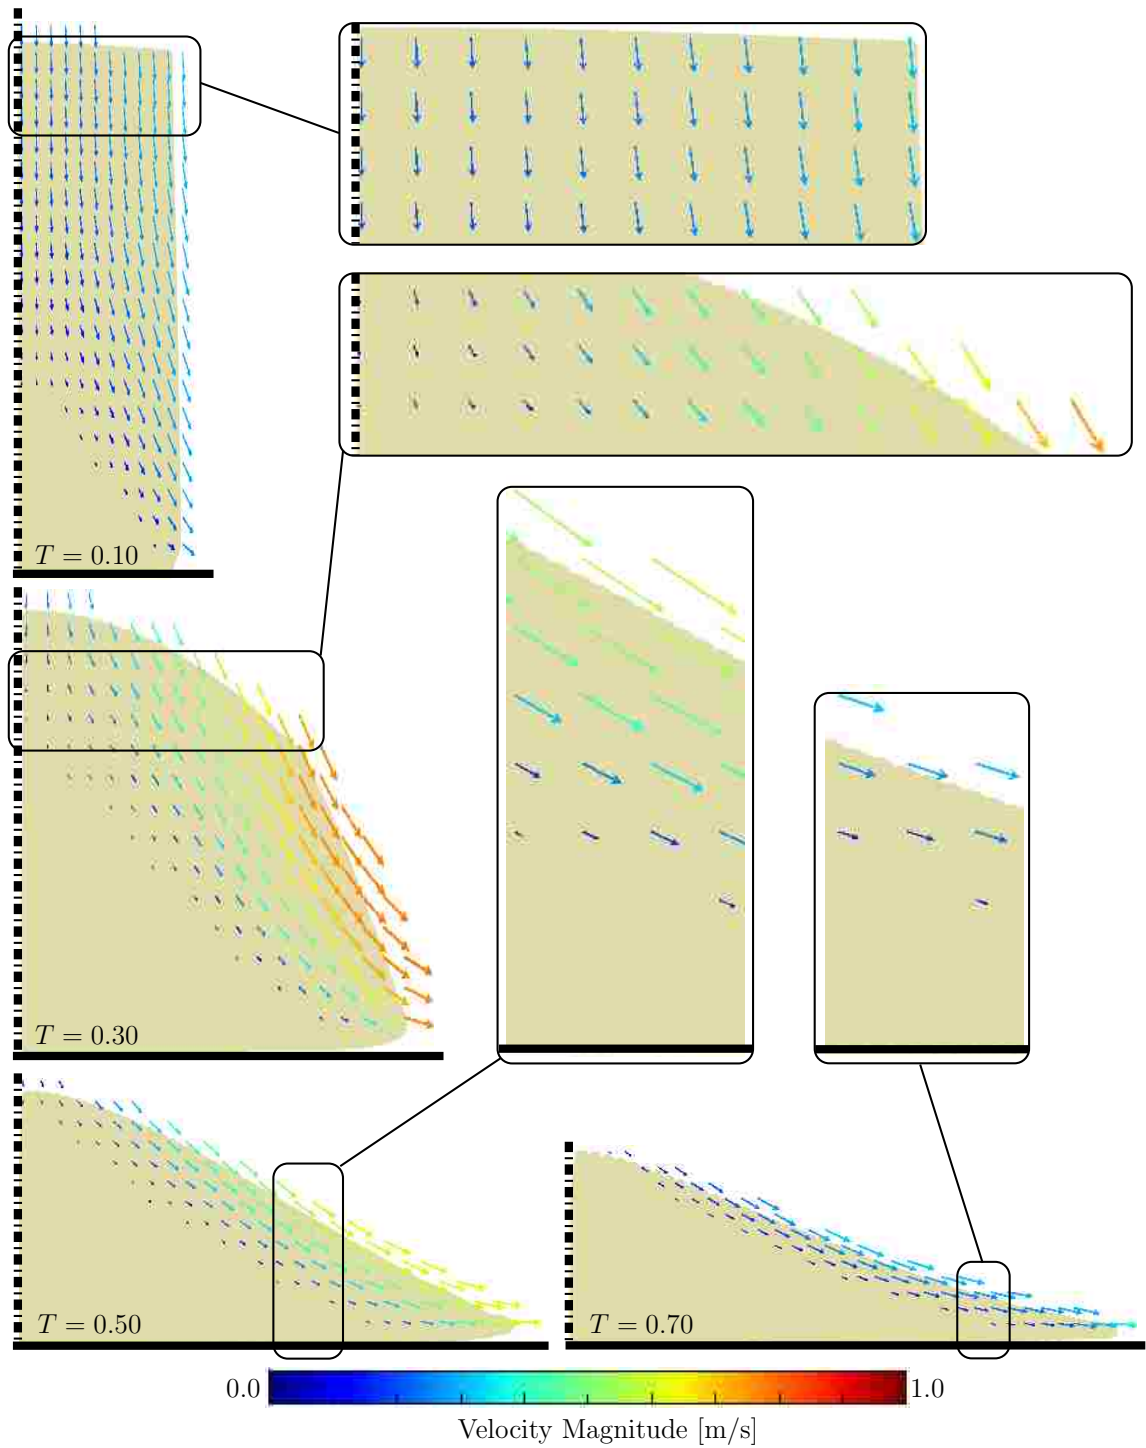 T = 0.10
T = 0.30
T = 0.50
T = 0.70
0.0
1.0
Velocity Magnitude [m/s]